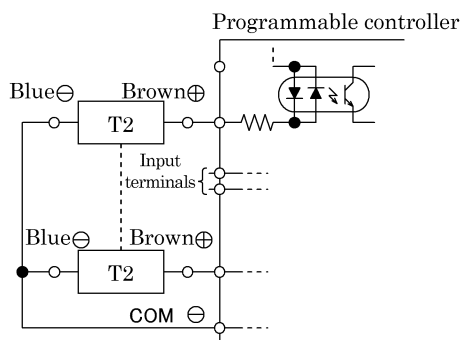 Programmable controller
Blue⊖ Brown⊕
T2
Input
terminals
Blue⊖ Brown⊕
T2
COM ⊖